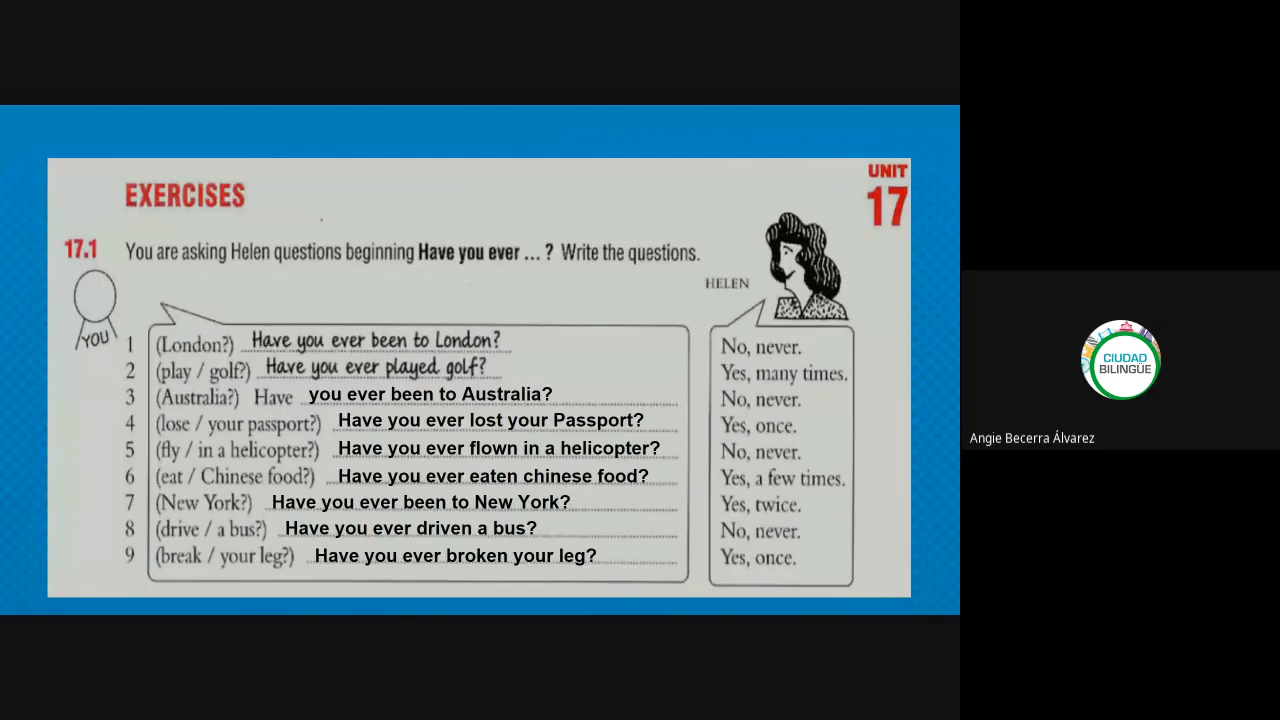 UNIT
17
EXERCISES
17.1 You are asking Helen questions beginning Have you ever ... ? Write the questions.
HELEN
YOU
1 (London?) Have you ever been to London? No, never.
2 (play / golf?) Have you ever played golf? Yes, many times.
3 (Australia?) Have you ever been to Australia? No, never.
4 (lose / your passport?) Have you ever lost your Passport? Yes, once.
5 (fly / in a helicopter?) Have you ever flown in a helicopter? No, never.
6 (eat / Chinese food?) Have you ever eaten chinese food? Yes, a few times.
7 (New York?) Have you ever been to New York? Yes, twice.
8 (drive / a bus?) Have you ever driven a bus? No, never.
9 (break / your leg?) Have you ever broken your leg? Yes, once.
CIUDAD
BILINGÜE
Angie Becerra Álvarez